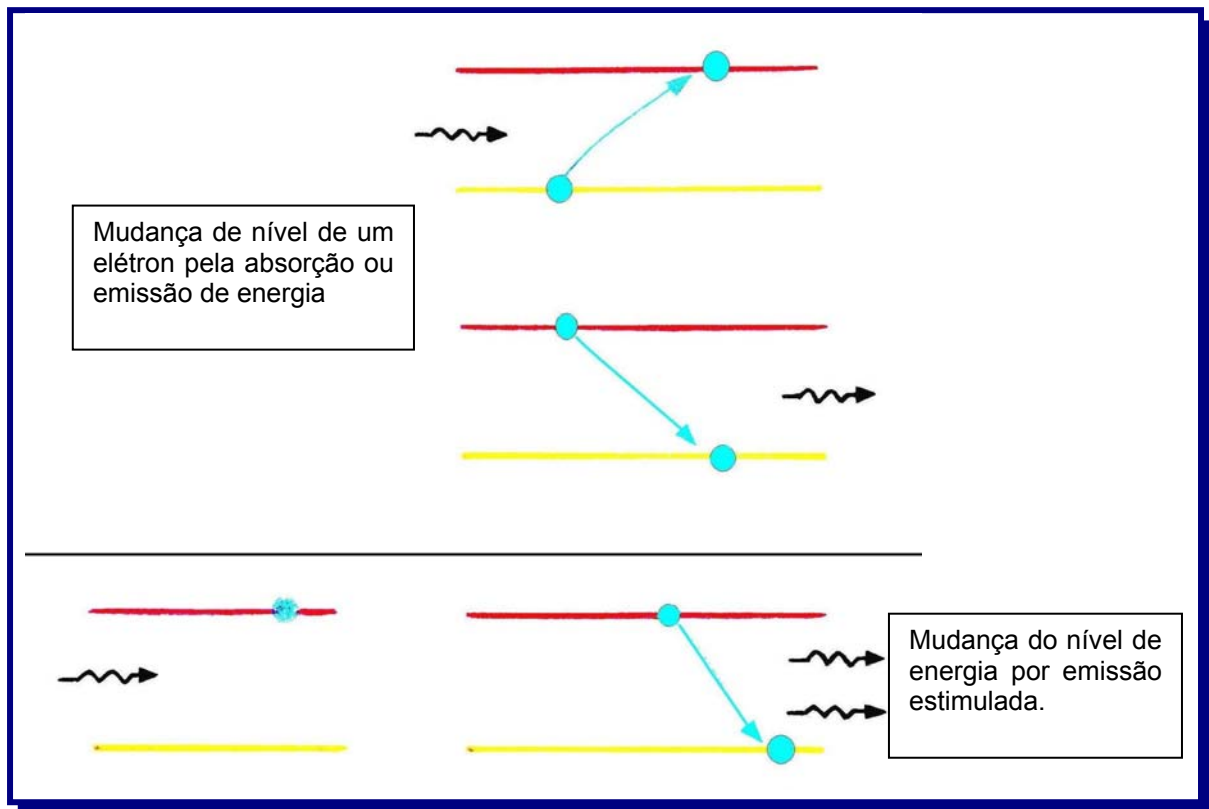 Mudança de nível de um
elétron pela absorção ou
emissão de energia
Mudança do nível de
energia por emissão
estimulada.